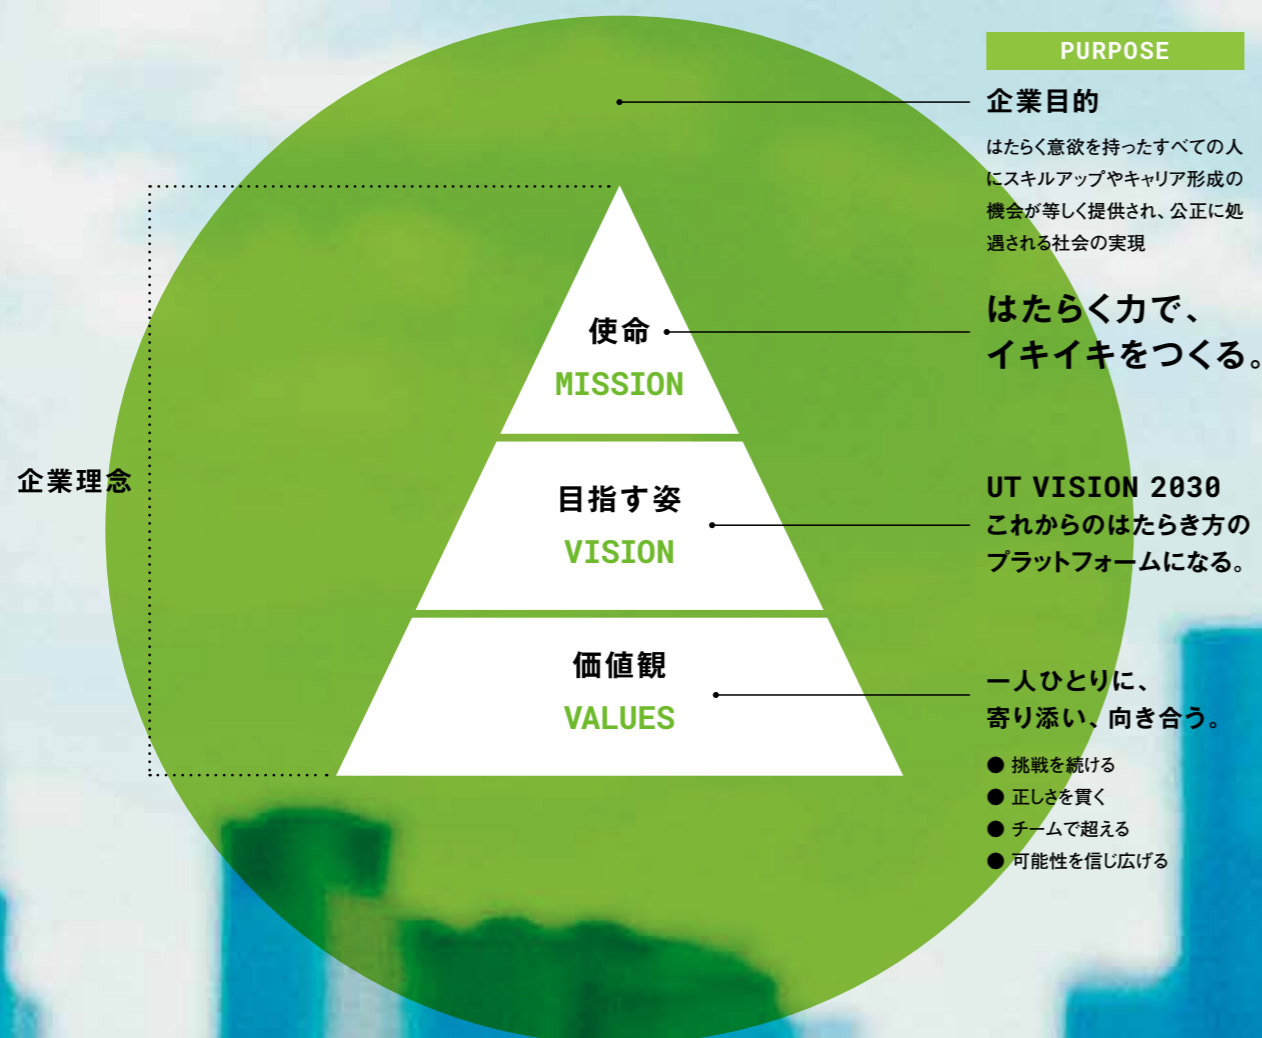 PURPOSE
企業目的
はたらく意欲を持ったすべての人
にスキルアップやキャリア形成の
機会が等しく提供され、公正に処
遇される社会の実現
はたらく力で、
イキイキをつくる。
使命
MISSION
企業理念
目指す姿
VISION
UT VISION 2030
これからのはたらき方の
プラットフォームになる。
価値観
VALUES
一人ひとりに、
寄り添い、向き合う。
● 挑戦を続ける
● 正しさを貫く
● チームで超える
● 可能性を信じ広げる